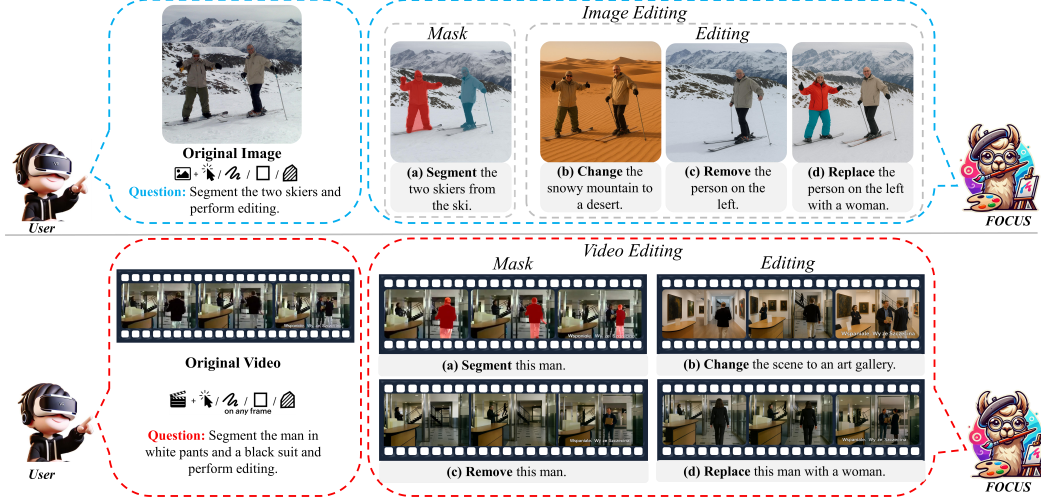 Image Editing
Mask
Editing
Original Image
+ / / /
Question: Segment the two skiers and
perform editing.
User
(a) Segment the
two skiers from
the ski.
(b) Change the
snowy mountain to
a desert.
(c) Remove the
person on the
left.
(d) Replace the
person on the left
with a woman.
FOCUS
Video Editing
Mask
Editing
Original Video
+ / / /
on any frame
Question: Segment the man in
white pants and a black suit and
perform editing.
User
(a) Segment this man.
(b) Change the scene to an art gallery.
(c) Remove this man.
(d) Replace this man with a woman.
FOCUS